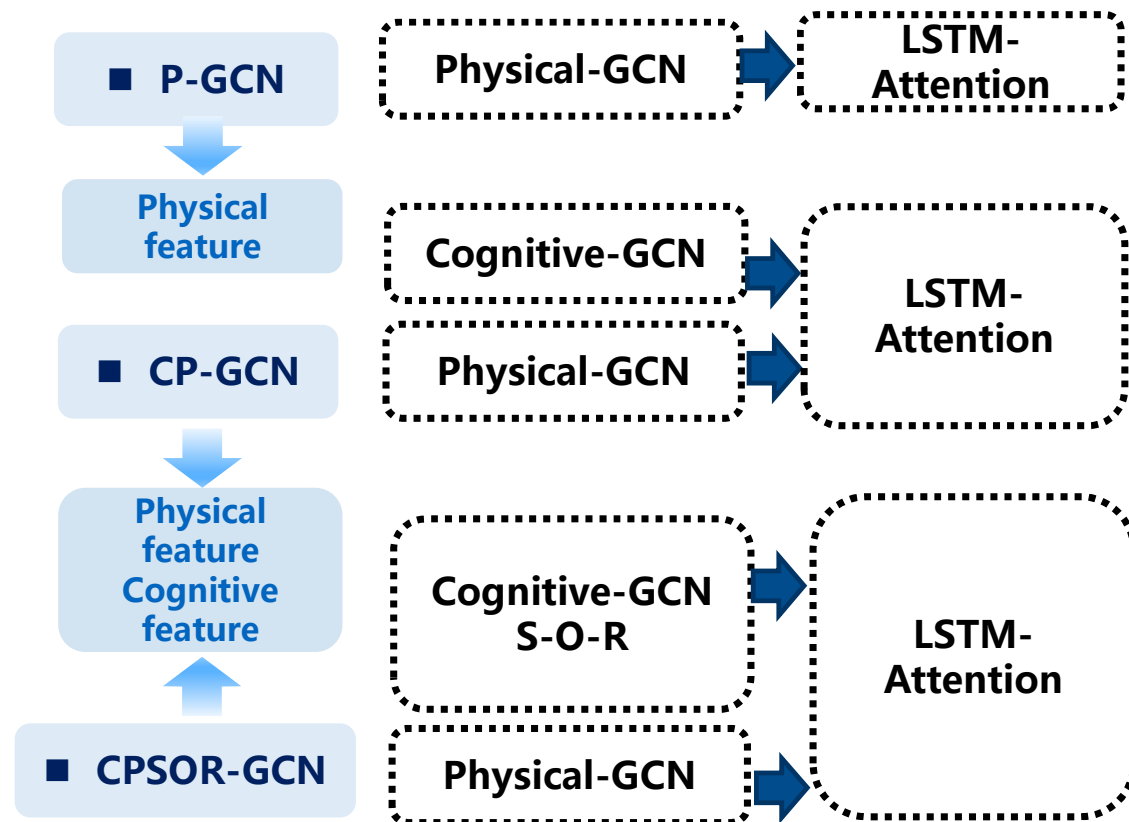 ■ P-GCN
Physical
feature
■ CP-GCN
Physical
feature
Cognitive
feature
■ CPSOR-GCN
Physical-GCN
LSTM-
Attention
Cognitive-GCN
Physical-GCN
LSTM-
Attention
Cognitive-GCN
S-O-R
Physical-GCN
LSTM-
Attention